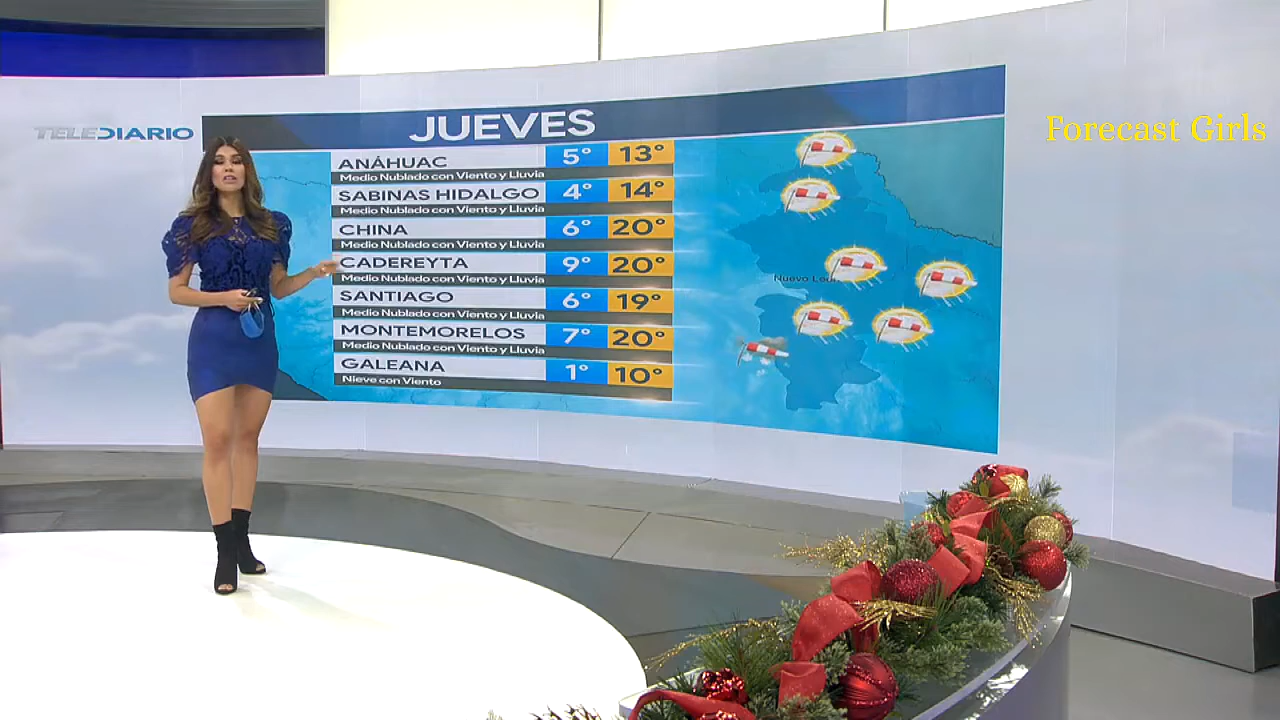 TELEDIARIO
JUEVES
Forecast Girls
ANÁHUAC 5° 13°
Medio Nublado con Viento y Lluvia
SABINAS HIDALGO 4° 14°
Medio Nublado con Viento y Lluvia
CHINA 6° 20°
Medio Nublado con Viento y Lluvia
CADEREYTA 9° 20°
Medio Nublado con Viento y Lluvia
SANTIAGO 6° 19°
Medio Nublado con Viento y Lluvia
MONTEMORELOS 7° 20°
Medio Nublado con Viento y Lluvia
GALEANA 1° 10°
Nieve con Viento
Nuevo León